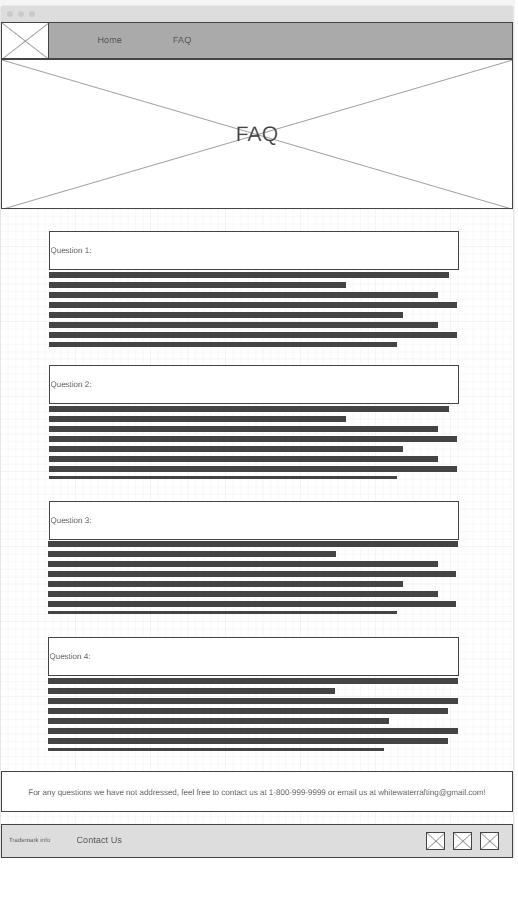 Home FAQ
FAQ
Question 1:
Question 2:
Question 3:
Question 4:
For any questions we have not addressed, feel free to contact us at 1-800-999-9999 or email us at whitewaterrafting@gmail.com!
Trademark info Contact Us